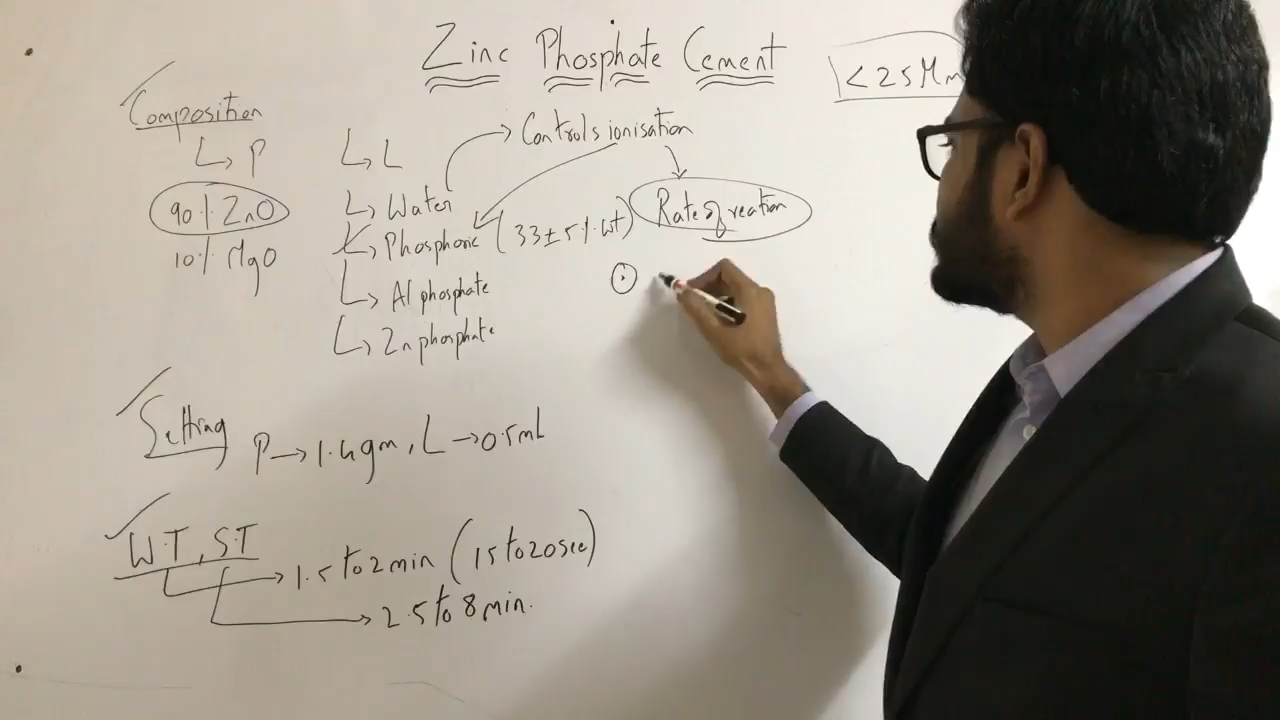 Zinc Phosphate Cement
< 25 Mm
Composition
P
90% ZnO
10% MgO
L
Water
Phosphoric (33±5% wt)
Al phosphate
Zn phosphate
Controls ionisation
Rate of reation
Setting
P → 1.4gm, L → 0.5mL
W.T, S.T
1.5 to 2 min (15 to 20 sec)
2.5 to 8 min.